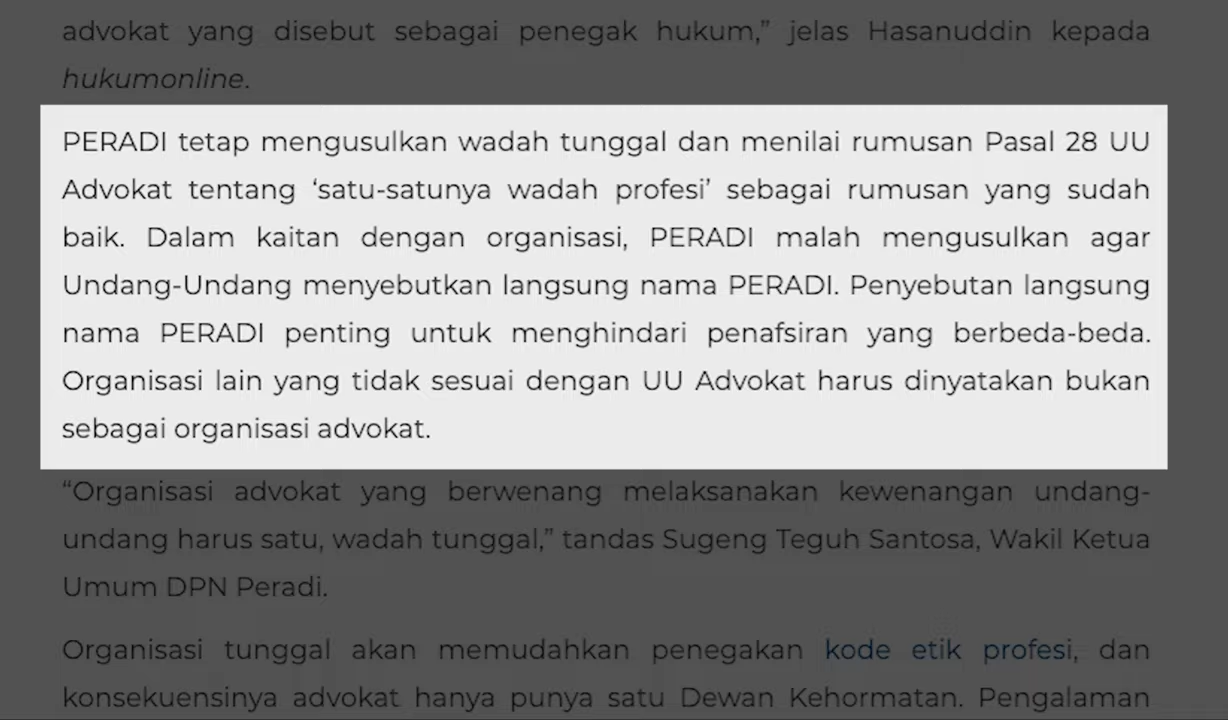 advokat yang disebut sebagai penegak hukum,” jelas Hasanuddin kepada
hukumonline.
PERADI tetap mengusulkan wadah tunggal dan menilai rumusan Pasal 28 UU
Advokat tentang ‘satu-satunya wadah profesi’ sebagai rumusan yang sudah
baik. Dalam kaitan dengan organisasi, PERADI malah mengusulkan agar
Undang-Undang menyebutkan langsung nama PERADI. Penyebutan langsung
nama PERADI penting untuk menghindari penafsiran yang berbeda-beda.
Organisasi lain yang tidak sesuai dengan UU Advokat harus dinyatakan bukan
sebagai organisasi advokat.
“Organisasi advokat yang berwenang melaksanakan kewenangan undang-
undang harus satu, wadah tunggal,” tandas Sugeng Teguh Santosa, Wakil Ketua
Umum DPN Peradi.
Organisasi tunggal akan memudahkan penegakan kode etik profesi, dan
konsekuensinya advokat hanya punya satu Dewan Kehormatan. Pengalaman